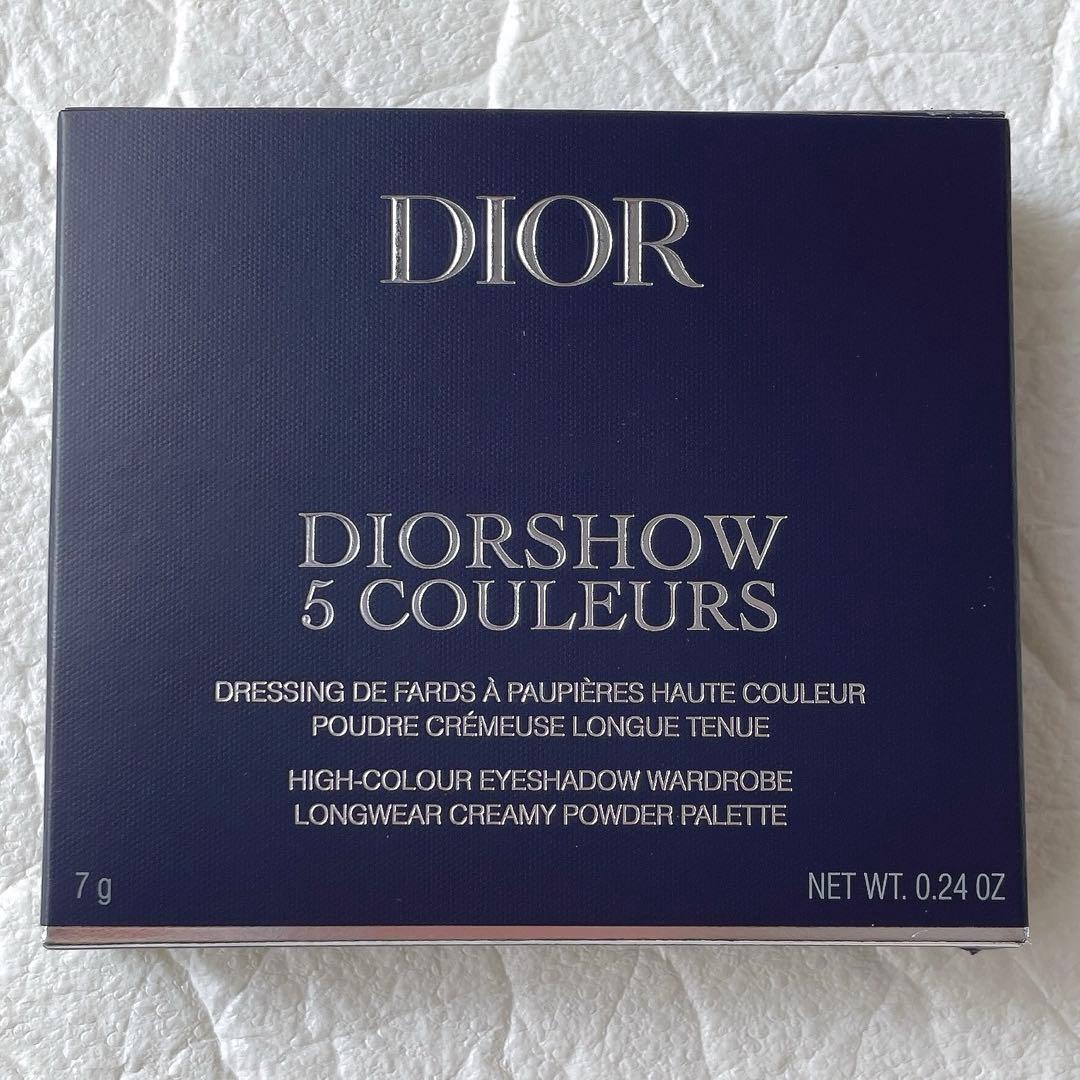 DIOR
DIORSHOW
5 COULEURS
DRESSING DE FARDS À PAUPIÈRES HAUTE COULEUR
POUDRE CRÉMEUSE LONGUE TENUE
HIGH-COLOUR EYESHADOW WARDROBE
LONGWEAR CREAMY POWDER PALETTE
7 g
NET WT. 0.24 OZ